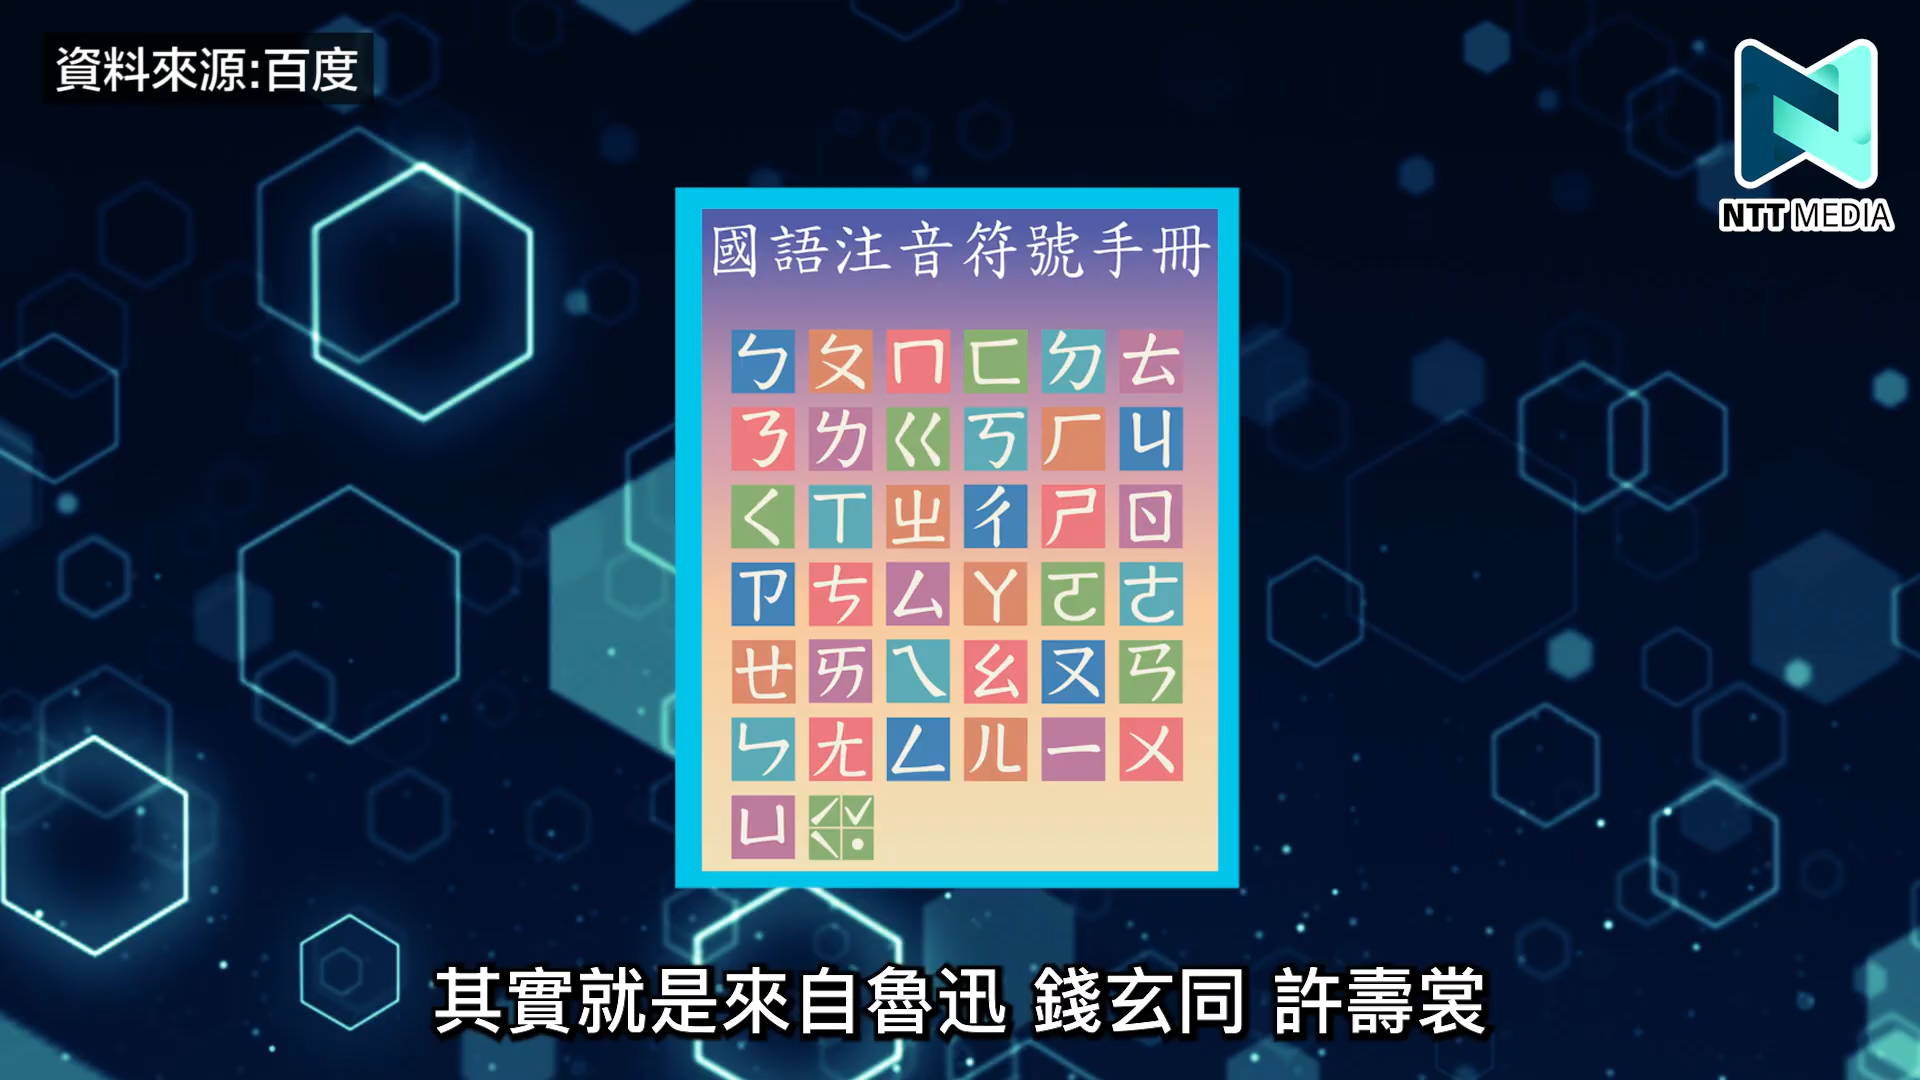 資料來源:百度
NTT MEDIA
國語注音符號手冊
ㄅㄆㄇㄈㄉㄊ
ㄋㄌㄍㄎㄏㄐ
ㄑㄒㄓㄔㄕㄖ
ㄗㄘㄙㄚㄛㄜ
ㄝㄞㄟㄠㄡㄢ
ㄣㄤㄥㄦㄧㄨ
ㄩˊˇˋ˙
其實就是來自魯迅 錢玄同 許壽裳